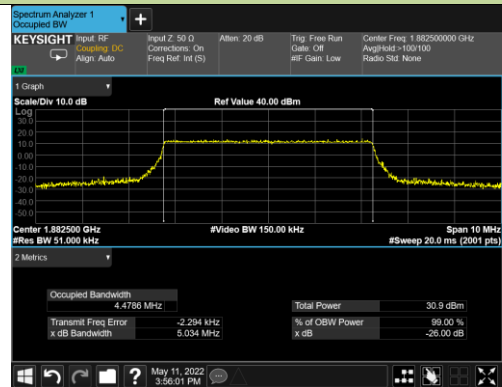 Spectrum Analyzer 1
Occupied BW
+
KEYSIGHT Input: RF Input Z: 50 Ω Atten: 20 dB Trig: Free Run Center Freq: 1.882500000 GHz
Coupling: DC Corrections: On Gate: Off Avg|Hold:>100/100
Align: Auto Freq Ref: Int (S) #IF Gain: Low Radio Std: None
1 Graph
Scale/Div 10.0 dB Ref Value 40.00 dBm
Log
30.0
20.0
10.0
0.00
-10.0
-20.0
-30.0
-40.0
-50.0
Center 1.882500 GHz #Video BW 150.00 kHz Span 10 MHz
#Res BW 51.000 kHz #Sweep 20.0 ms (2001 pts)
2 Metrics
Occupied Bandwidth
4.4786 MHz Total Power 30.9 dBm
Transmit Freq Error -2.294 kHz % of OBW Power 99.00 %
x dB Bandwidth 5.034 MHz x dB -26.00 dB
? May 11, 2022
3:56:01 PM